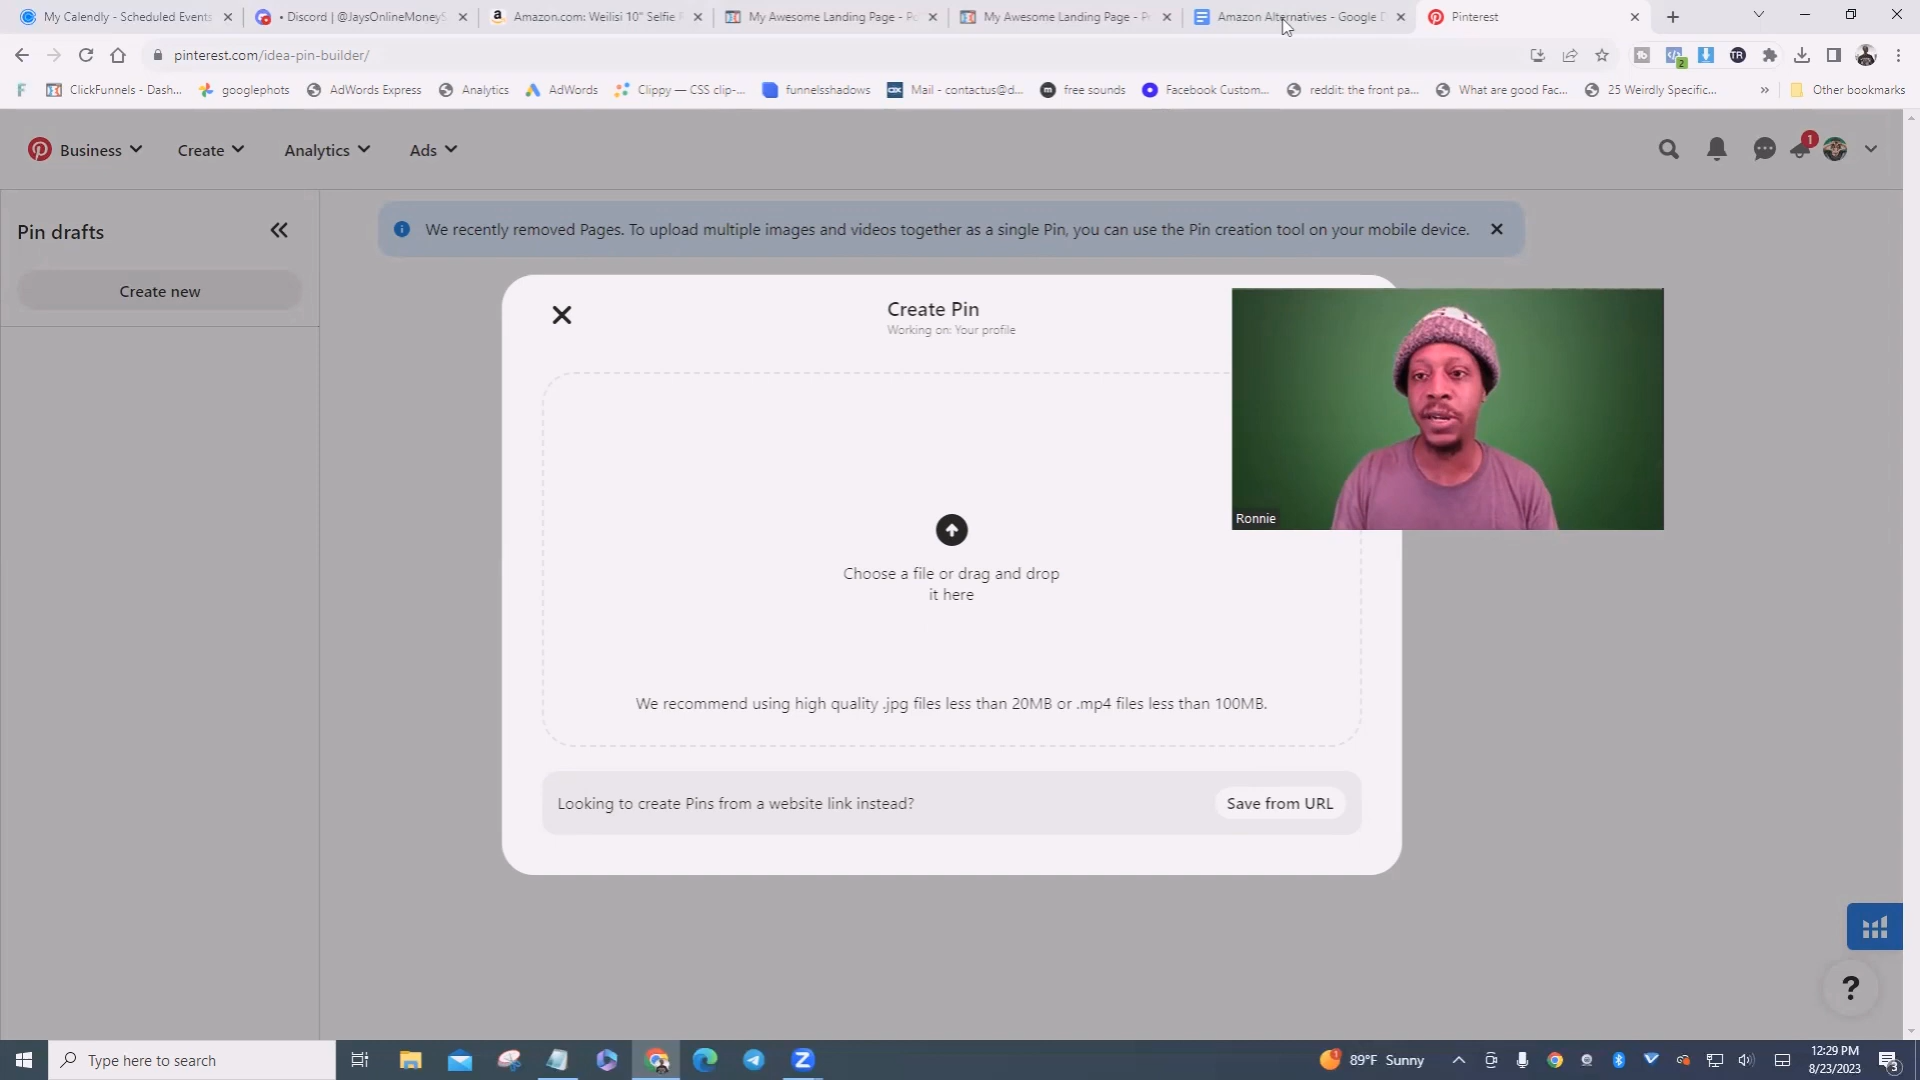 My Calendly - Scheduled Events
• Discord | @JaysOnlineMoneyS
Amazon.com: Weilisi 10" Selfie
My Awesome Landing Page - Po
My Awesome Landing Page - P
Amazon Alternatives - Google D
Pinterest
pinterest.com/idea-pin-builder/
2
TR
ClickFunnels - Dash...
googlephots
AdWords Express
Analytics
AdWords
Clippy — CSS clip-...
funnelsshadows
Mail - contactus@d...
free sounds
Facebook Custom...
reddit: the front pa...
What are good Fac...
25 Weirdly Specific...
»
Other bookmarks
Business
Create
Analytics
Ads
1
Pin drafts
Create new
We recently removed Pages. To upload multiple images and videos together as a single Pin, you can use the Pin creation tool on your mobile device.
Create Pin
Working on: Your profile
Ronnie
Choose a file or drag and drop
it here
We recommend using high quality .jpg files less than 20MB or .mp4 files less than 100MB.
Looking to create Pins from a website link instead?
Save from URL
?
Type here to search
89°F Sunny
12:29 PM
8/23/2023
3